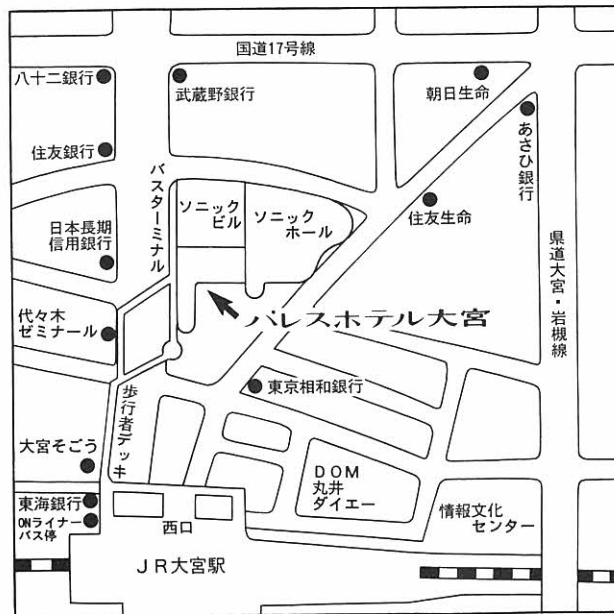 国道17号線
八十二銀行
武蔵野銀行
朝日生命
住友銀行
あさひ銀行
バスターミナル
ソニック
ビル
ソニック
ホール
住友生命
日本長期
信用銀行
県道大宮・岩槻線
代々木
ゼミナール
パレスホテル大宮
歩行者デッキ
東京相和銀行
大宮そごう
DOM
丸井
ダイエー
東海銀行
ONライナー
バス停
西口
情報文化
センター
JR大宮駅